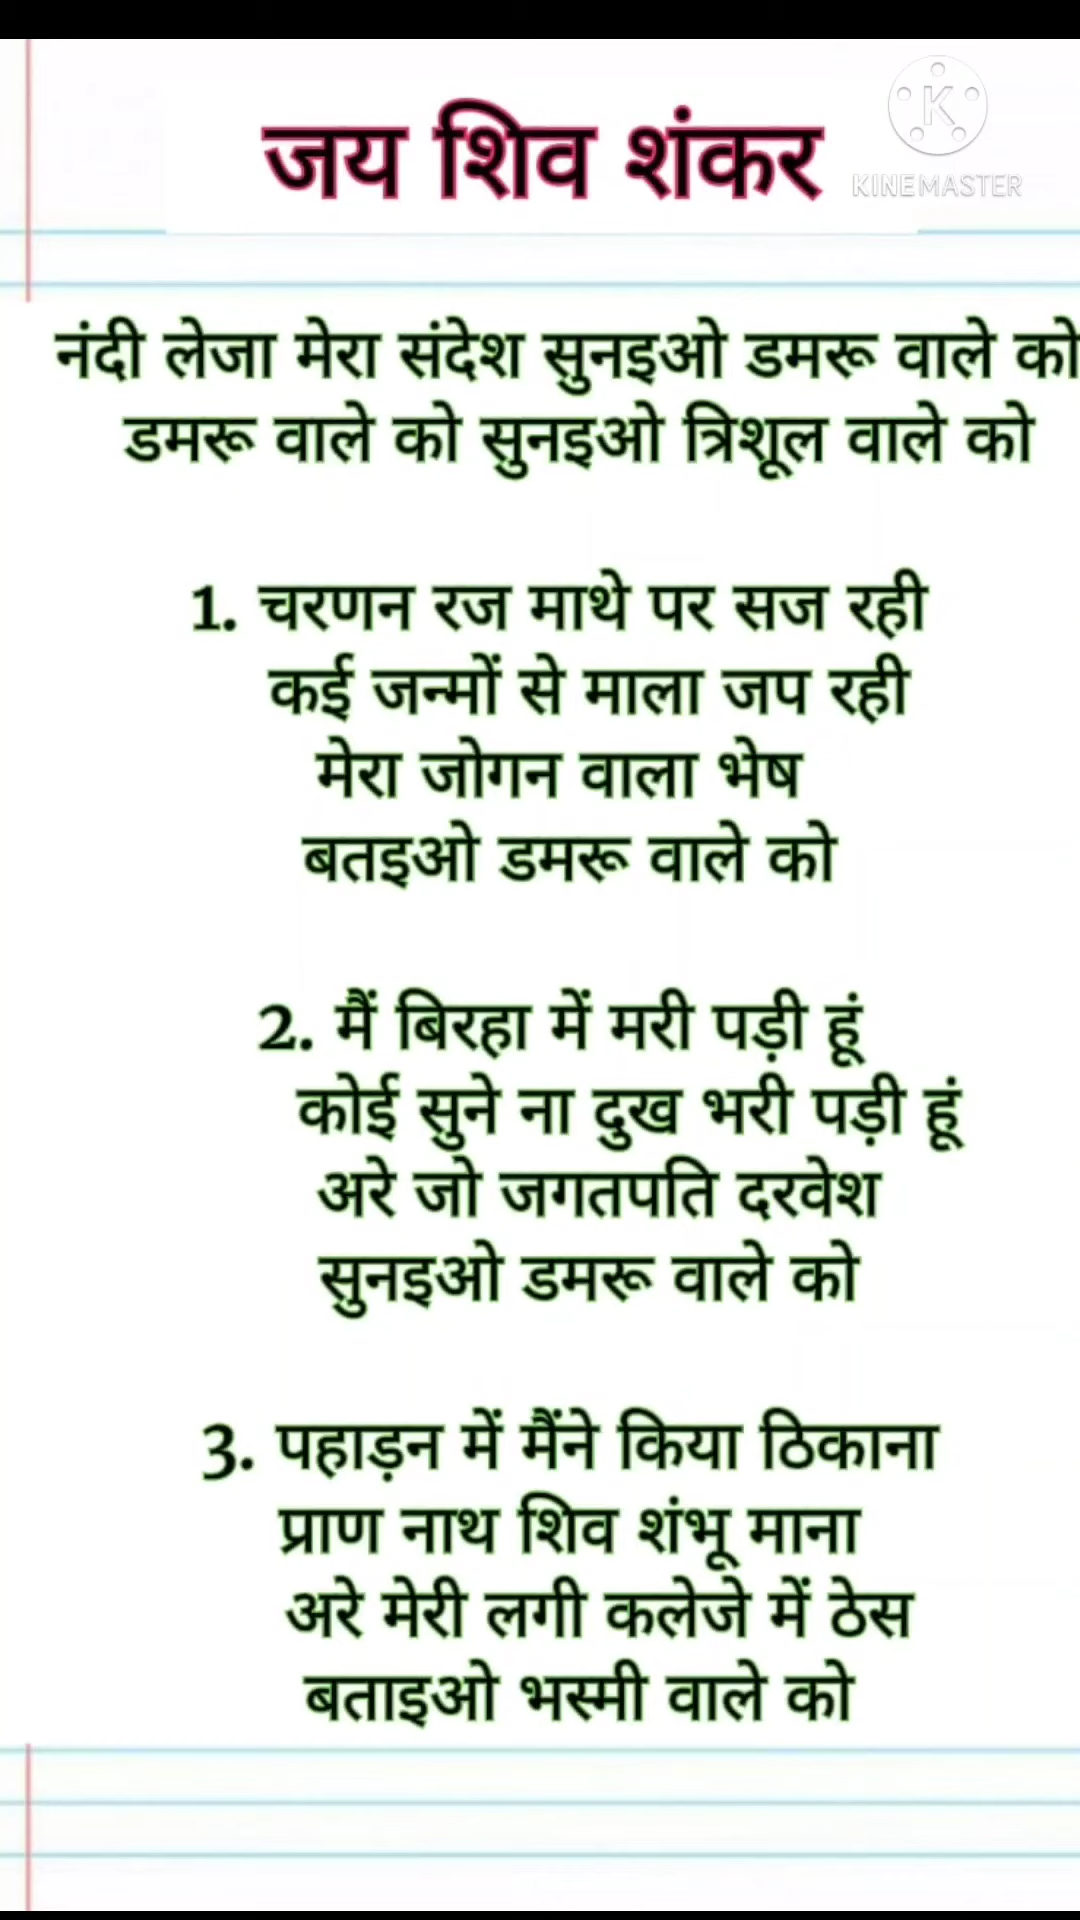 जय शिव शंकर
KINEMASTER
नंदी लेजा मेरा संदेश सुनइओ डमरू वाले को
डमरू वाले को सुनइओ त्रिशूल वाले को
1. चरणन रज माथे पर सज रही
कई जन्मों से माला जप रही
मेरा जोगन वाला भेष
बतइओ डमरू वाले को
2. मैं बिरहा में मरी पड़ी हूं
कोई सुने ना दुख भरी पड़ी हूं
अरे जो जगतपति दरवेश
सुनइओ डमरू वाले को
3. पहाड़न में मैंने किया ठिकाना
प्राण नाथ शिव शंभू माना
अरे मेरी लगी कलेजे में ठेस
बताइओ भस्मी वाले को